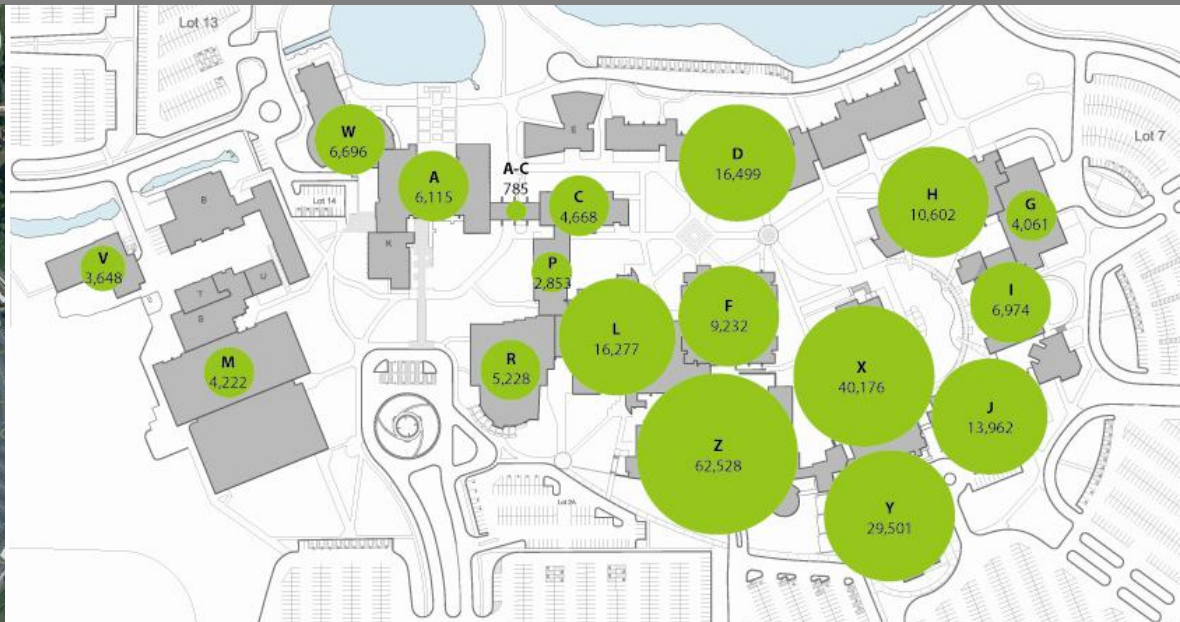 Lot 13
W
6,696
A
6,115
A-C
785
C
4,668
E
D
16,499
Lot 7
H
10,602
G
4,061
Lot 14
B
K
V
3,648
P
2,853
I
6,974
T
U
S
L
16,277
F
9,232
M
4,222
R
5,228
X
40,176
J
13,962
Z
62,528
Lot 2A
Y
29,501